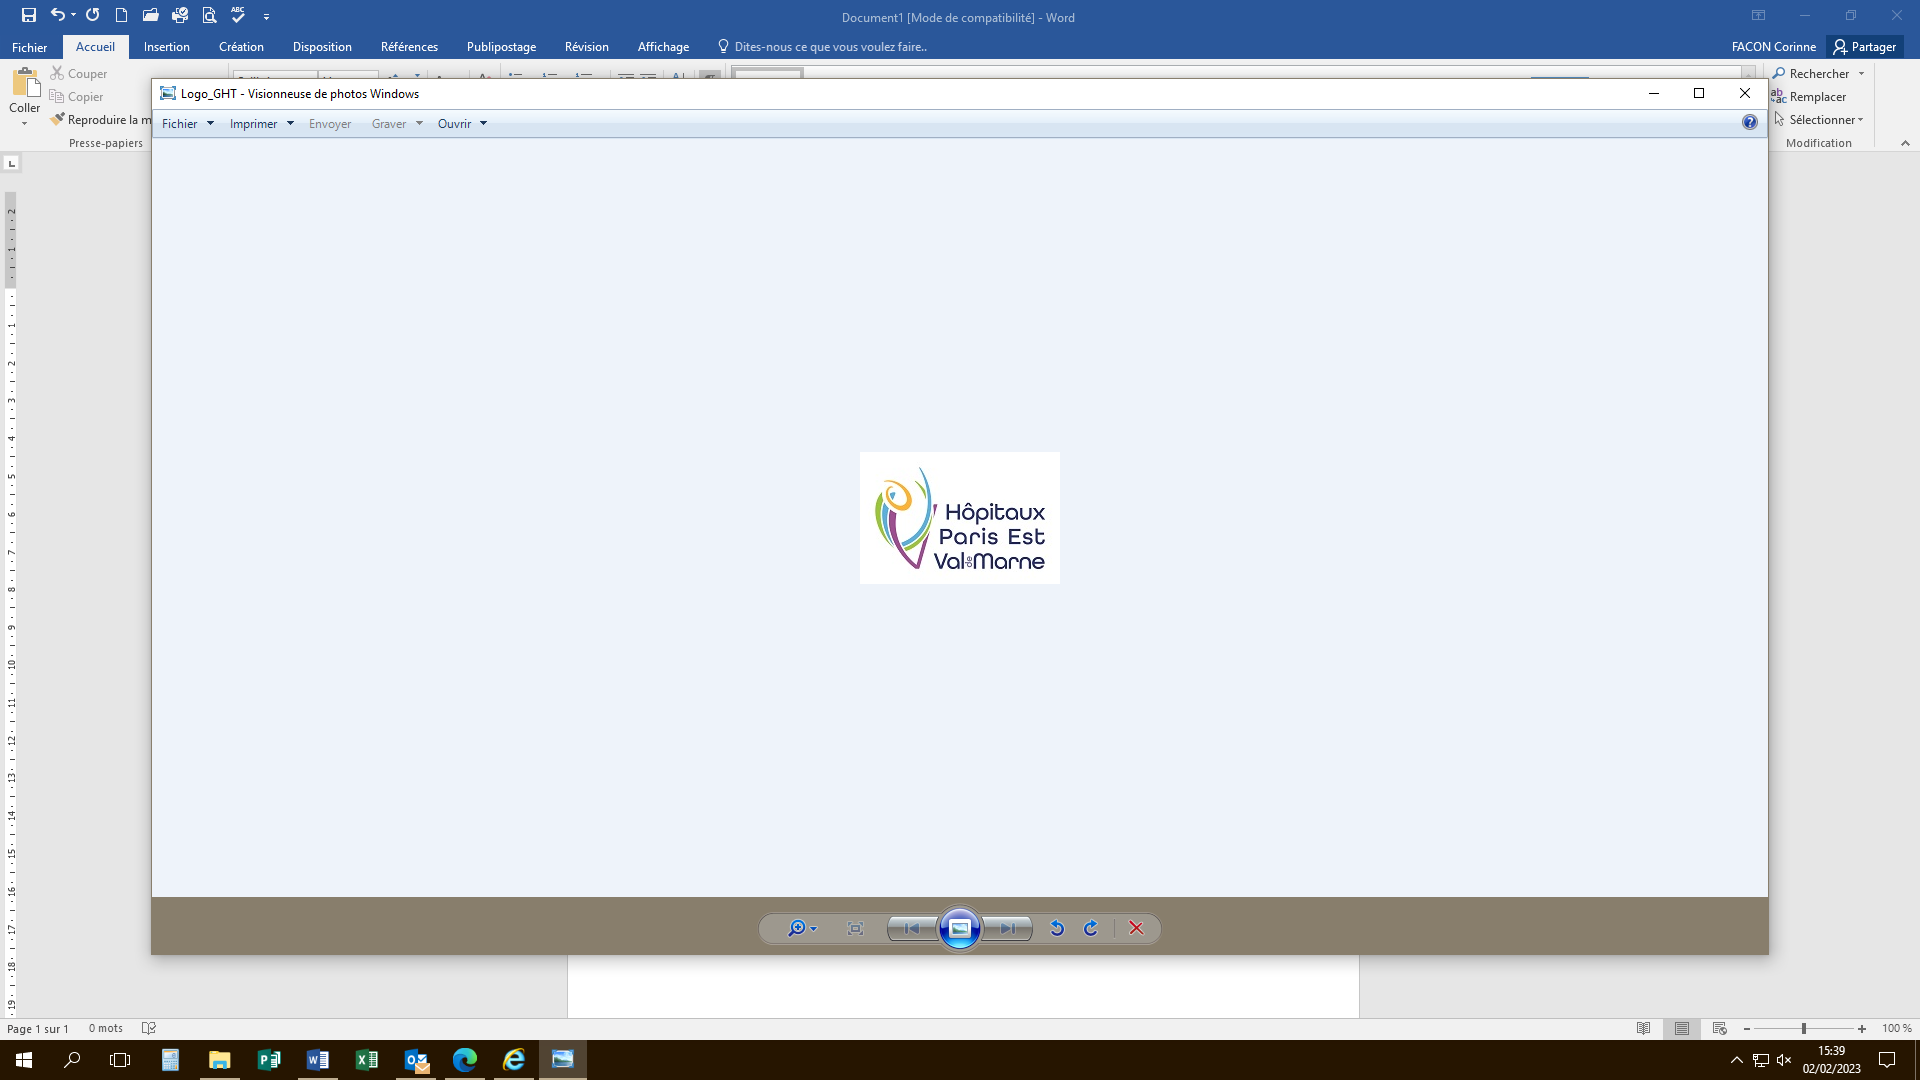 Document1 [Mode de compatibilité] - Word
Fichier Accueil Insertion Création Disposition Références Publipostage Révision Affichage Dites-nous ce que vous voulez faire.. FACON Corinne Partager
Couper
Copier
Coller
Reproduire la m
Presse-papiers
Rechercher
Remplacer
Sélectionner
Modification
Logo_GHT - Visionneuse de photos Windows
Fichier Imprimer Envoyer Graver Ouvrir
Hôpitaux
Paris Est
Val de Marne
Page 1 sur 1 0 mots
100 %
15:39
02/02/2023